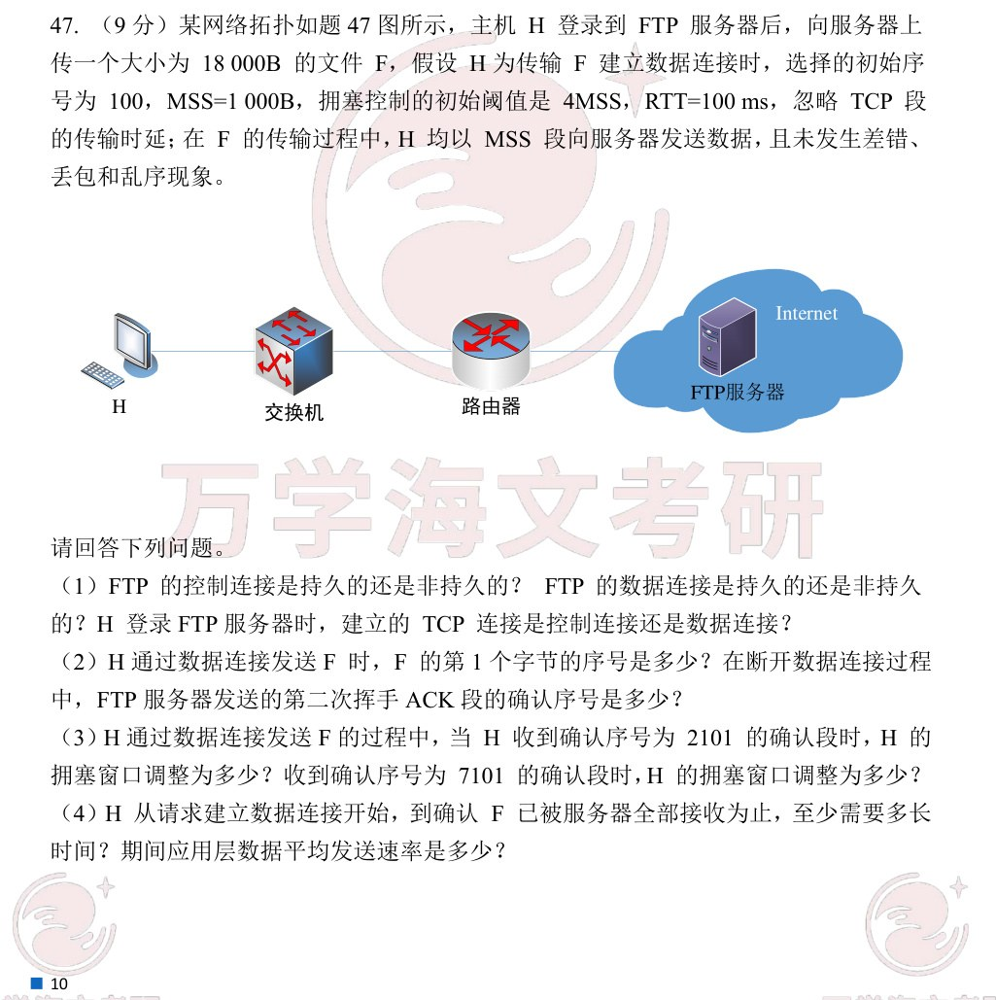 47. （9 分）某网络拓扑如题 47 图所示，主机 H 登录到 FTP 服务器后，向服务器上
传一个大小为 18 000B 的文件 F，假设 H 为传输 F 建立数据连接时，选择的初始序
号为 100，MSS=1 000B，拥塞控制的初始阈值是 4MSS，RTT=100 ms，忽略 TCP 段
的传输时延；在 F 的传输过程中，H 均以 MSS 段向服务器发送数据，且未发生差错、
丢包和乱序现象。
Internet
FTP服务器
H
交换机
路由器
万学海文考研
请回答下列问题。
（1）FTP 的控制连接是持久的还是非持久的？ FTP 的数据连接是持久的还是非持久
的？H 登录 FTP 服务器时，建立的 TCP 连接是控制连接还是数据连接？
（2）H 通过数据连接发送 F 时，F 的第 1 个字节的序号是多少？在断开数据连接过程
中，FTP 服务器发送的第二次挥手 ACK 段的确认序号是多少？
（3）H 通过数据连接发送 F 的过程中，当 H 收到确认序号为 2101 的确认段时，H 的
拥塞窗口调整为多少？收到确认序号为 7101 的确认段时，H 的拥塞窗口调整为多少？
（4）H 从请求建立数据连接开始，到确认 F 已被服务器全部接收为止，至少需要多长
时间？期间应用层数据平均发送速率是多少？
10